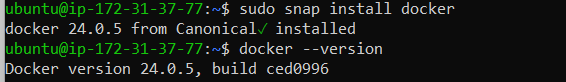 ubuntu@ip-172-31-37-77:~$ sudo snap install docker
docker 24.0.5 from Canonical✓ installed
ubuntu@ip-172-31-37-77:~$ docker --version
Docker version 24.0.5, build ced0996